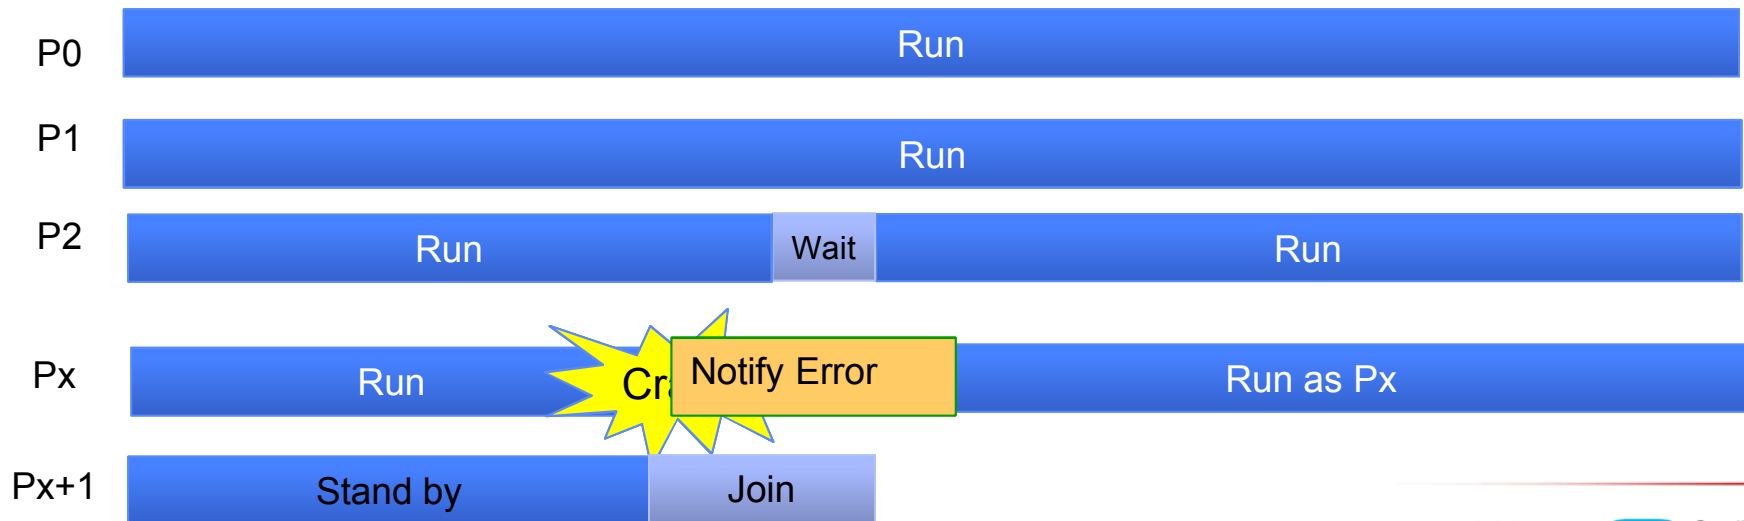 P0
Run
P1
Run
P2
Run
Wait
Run
Px
Run
Notify Error
Run as Px
Px+1
Stand by
Join